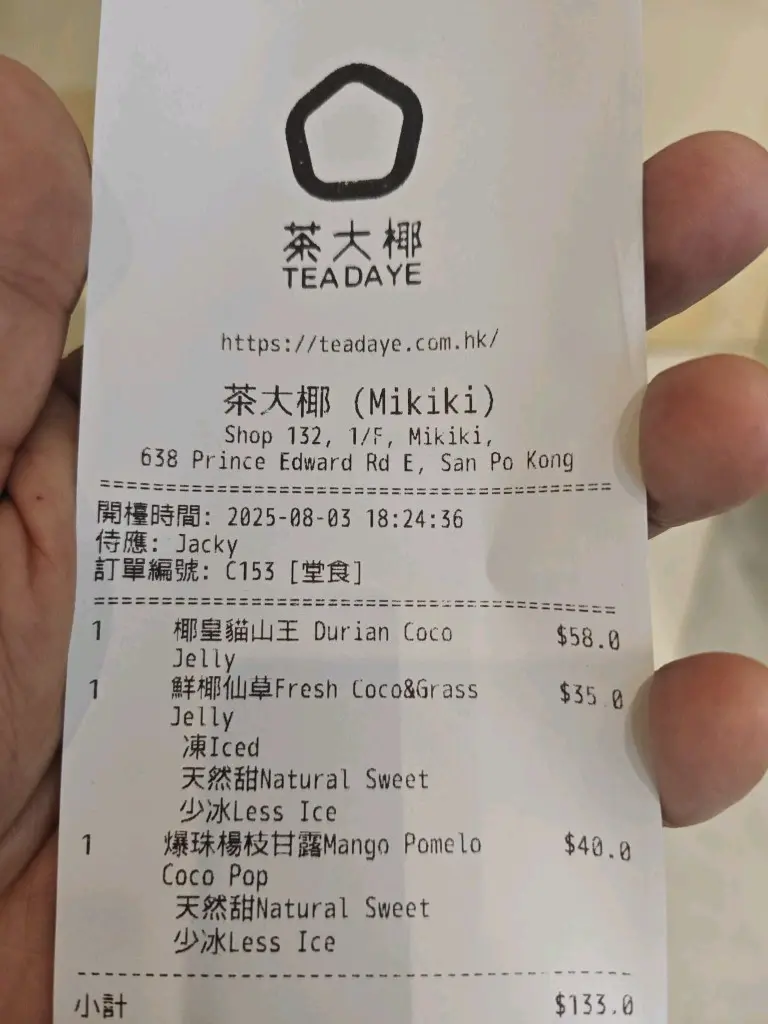 茶大椰
TEADAYE
https://teadaye.com.hk/
茶大椰 (Mikiki)
Shop 132, 1/F, Mikiki,
638 Prince Edward Rd E, San Po Kong
開檯時間: 2025-08-03 18:24:36
侍應: Jacky
訂單編號: C153 [堂食]
1 椰皇貓山王 Durian Coco $58.0
Jelly
1 鮮椰仙草Fresh Coco&Grass $35.0
Jelly
凍Iced
天然甜Natural Sweet
少冰Less Ice
1 爆珠楊枝甘露Mango Pomelo $40.0
Coco Pop
天然甜Natural Sweet
少冰Less Ice
小計 $133.0